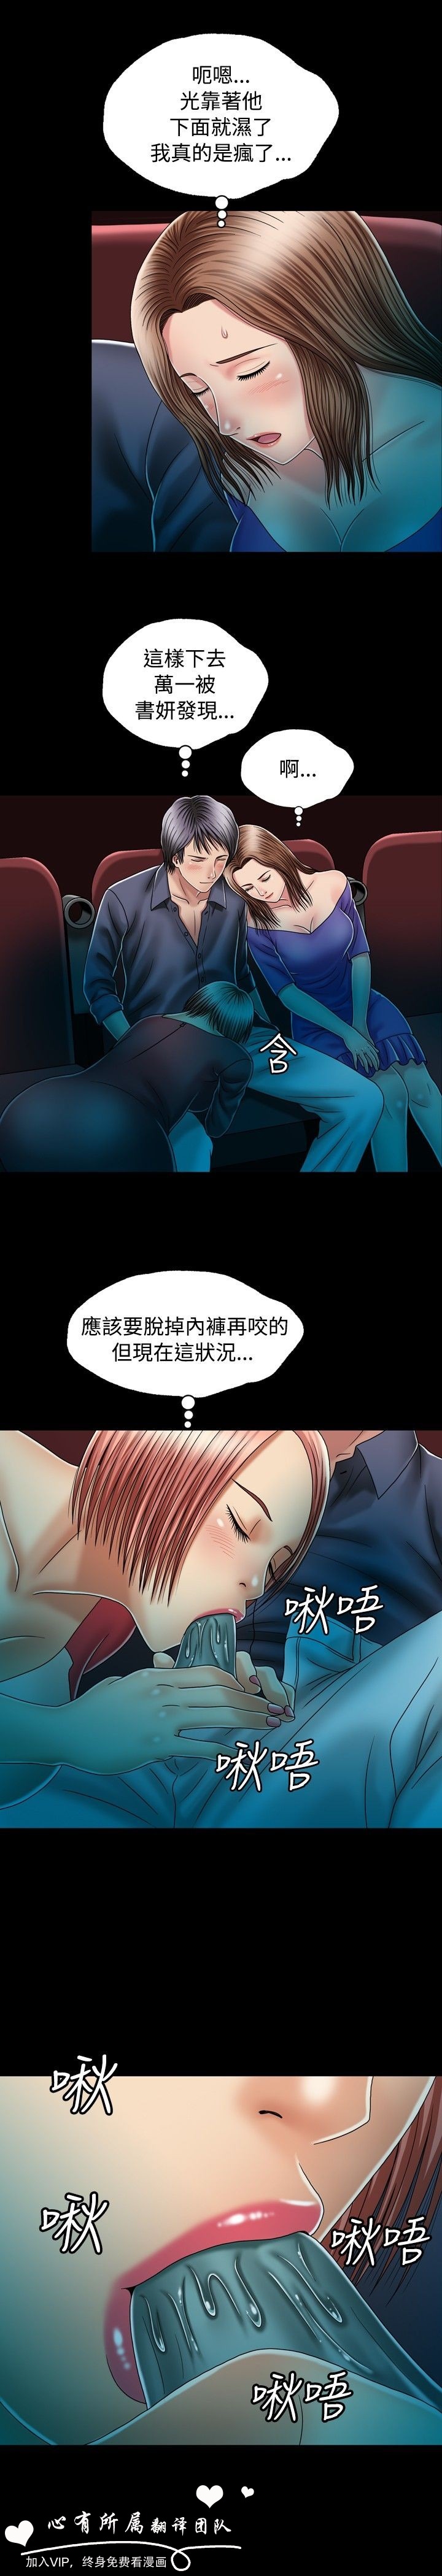 呃嗯…
光靠著他
下面就濕了
我真的是瘋了…
這樣下去
萬一被
書妍發現…
啊…
含
應該要脫掉內褲再咬的
但現在這狀況…
啾唔
啾唔
啾
啾
啾唔
啾唔
心有所属翻译团队
加入VIP，终身免费看漫画